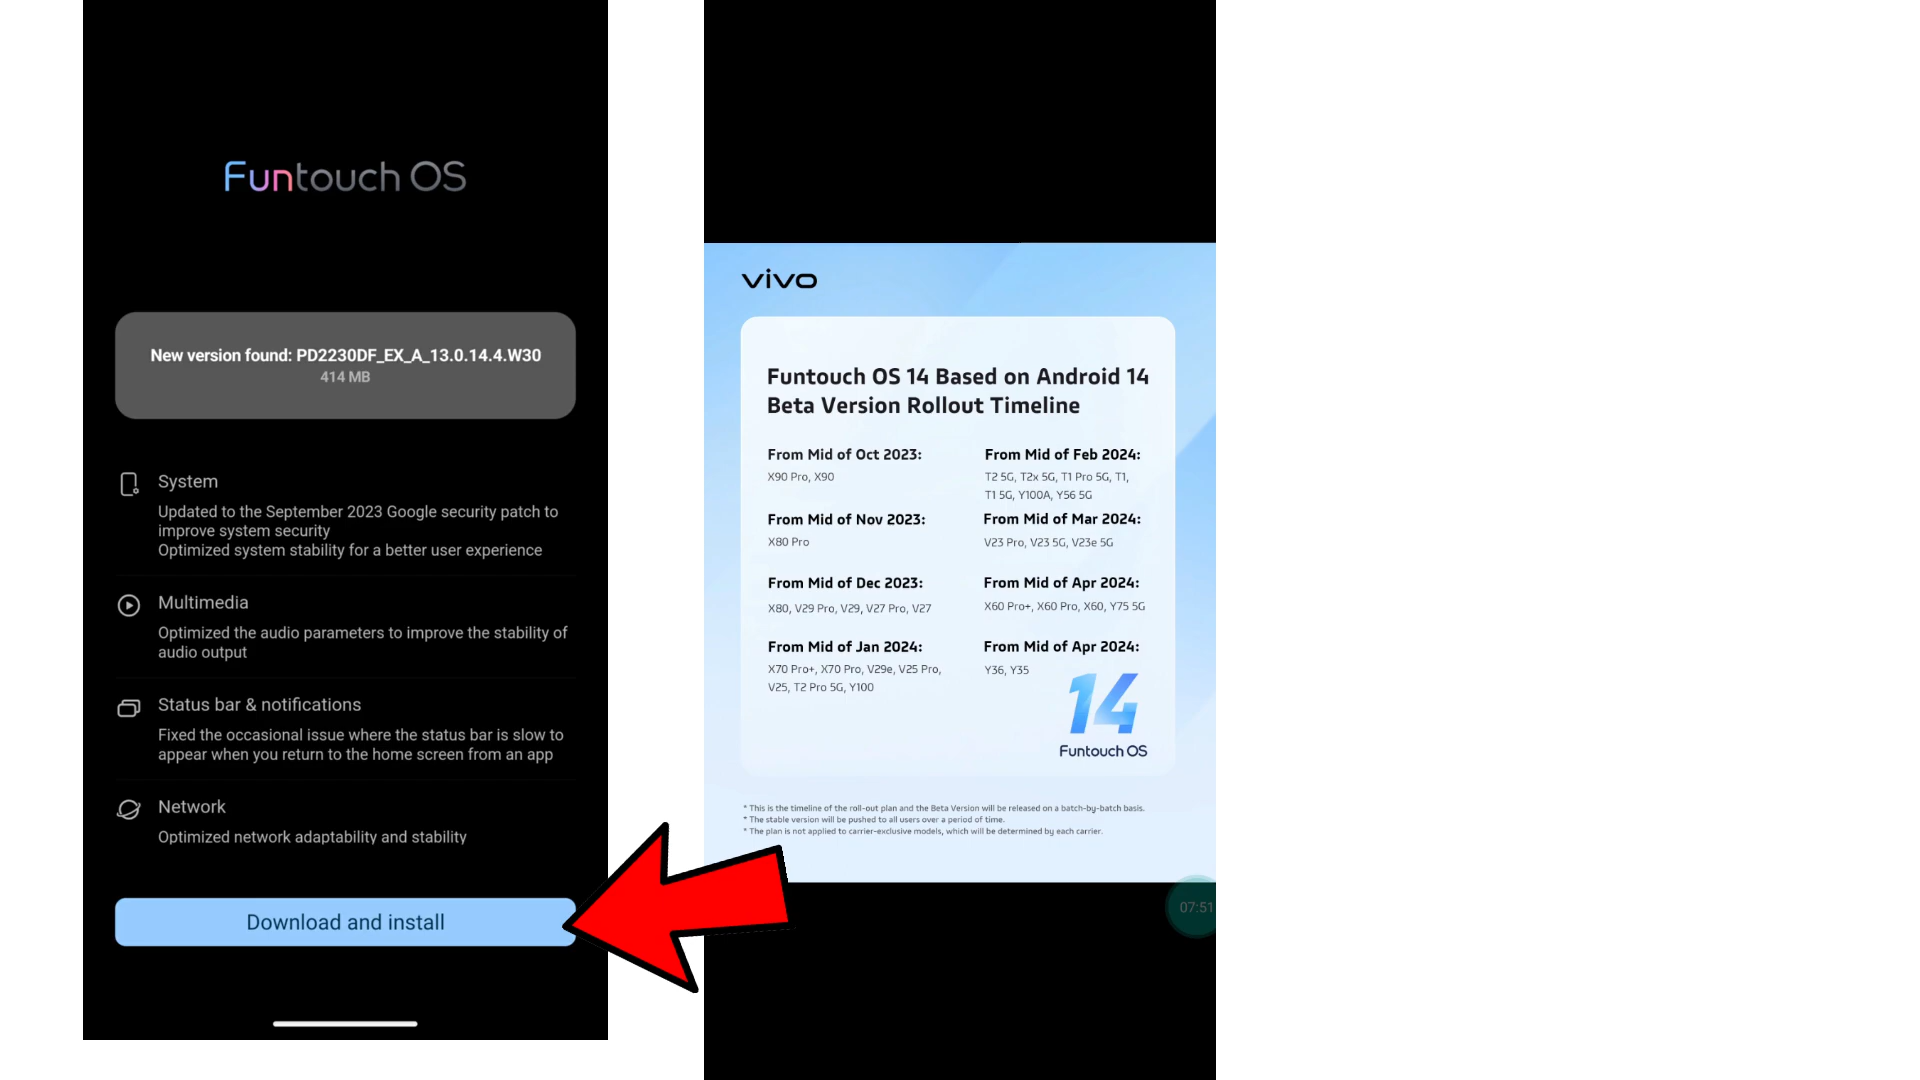 Funtouch OS
New version found: PD2230DF_EX_A_13.0.14.4.W30
414 MB
System
Updated to the September 2023 Google security patch to
improve system security
Optimized system stability for a better user experience
Multimedia
Optimized the audio parameters to improve the stability of
audio output
Status bar & notifications
Fixed the occasional issue where the status bar is slow to
appear when you return to the home screen from an app
Network
Optimized network adaptability and stability
Download and install
vivo
Funtouch OS 14 Based on Android 14
Beta Version Rollout Timeline
From Mid of Oct 2023:
X90 Pro, X90
From Mid of Nov 2023:
X80 Pro
From Mid of Dec 2023:
X80, V29 Pro, V29, V27 Pro, V27
From Mid of Jan 2024:
X70 Pro+, X70 Pro, V29e, V25 Pro,
V25, T2 Pro 5G, Y100
From Mid of Feb 2024:
T2 5G, T2x 5G, T1 Pro 5G, T1,
T1 5G, Y100A, Y56 5G
From Mid of Mar 2024:
V23 Pro, V23 5G, V23e 5G
From Mid of Apr 2024:
X60 Pro+, X60 Pro, X60, Y75 5G
From Mid of Apr 2024:
Y36, Y35
14
Funtouch OS
* This is the timeline of the roll-out plan and the Beta Version will be released on a batch-by-batch basis.
* The stable version will be pushed to all users over a period of time.
* The plan is not applied to carrier-exclusive models, which will be determined by each carrier.
07:51